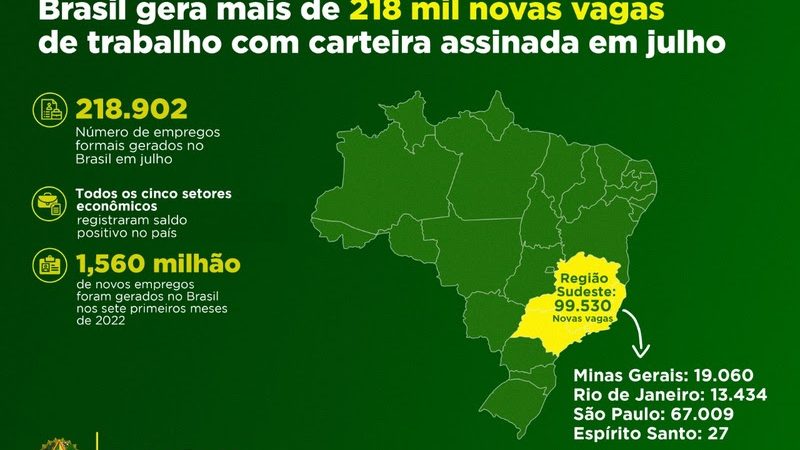 Brasil gera mais de 218 mil novas vagas
de trabalho com carteira assinada em julho
218.902
Número de empregos
formais gerados no
Brasil em julho
Todos os cinco setores
econômicos
registraram saldo
positivo no país
1,560 milhão
de novos empregos
foram gerados no Brasil
nos sete primeiros meses
de 2022
Região
Sudeste:
99.530
Novas vagas
Minas Gerais: 19.060
Rio de Janeiro: 13.434
São Paulo: 67.009
Espírito Santo: 27